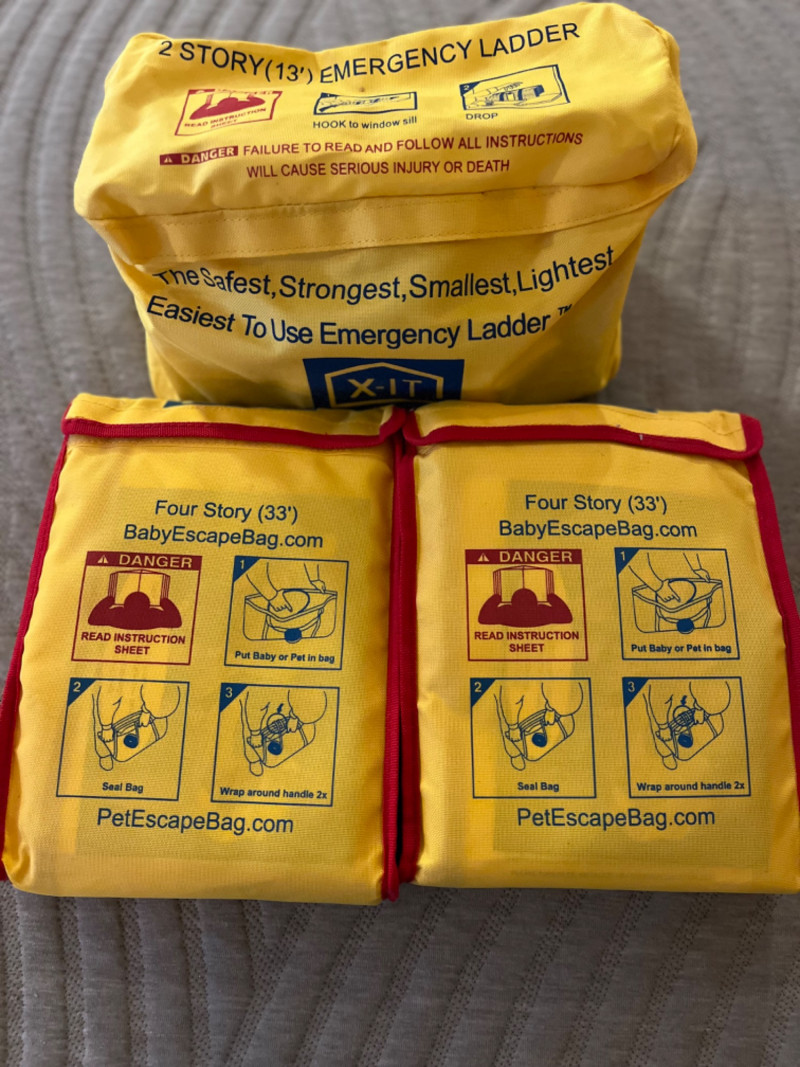 2 STORY(13') EMERGENCY LADDER
READ INSTRUCTION
SHEET
HOOK to window sill
2
DROP
DANGER FAILURE TO READ AND FOLLOW ALL INSTRUCTIONS
WILL CAUSE SERIOUS INJURY OR DEATH
The Safest,Strongest,Smallest,Lightest
Easiest To Use Emergency Ladder ™
X-IT
Four Story (33')
BabyEscapeBag.com
DANGER
READ INSTRUCTION
SHEET
1
Put Baby or Pet in bag
2
Seal Bag
3
Wrap around handle 2x
PetEscapeBag.com
Four Story (33')
BabyEscapeBag.com
DANGER
READ INSTRUCTION
SHEET
1
Put Baby or Pet in bag
2
Seal Bag
3
Wrap around handle 2x
PetEscapeBag.com